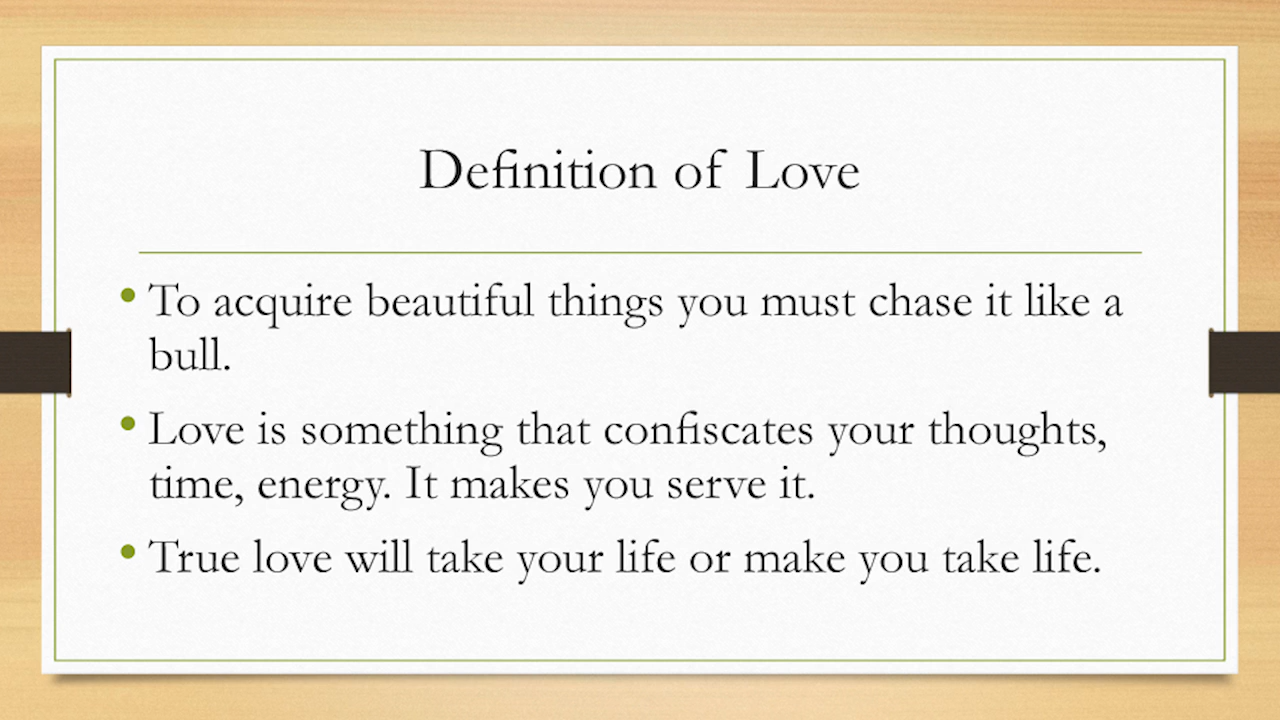 Definition of Love
• To acquire beautiful things you must chase it like a
bull.
• Love is something that confiscates your thoughts,
time, energy. It makes you serve it.
• True love will take your life or make you take life.